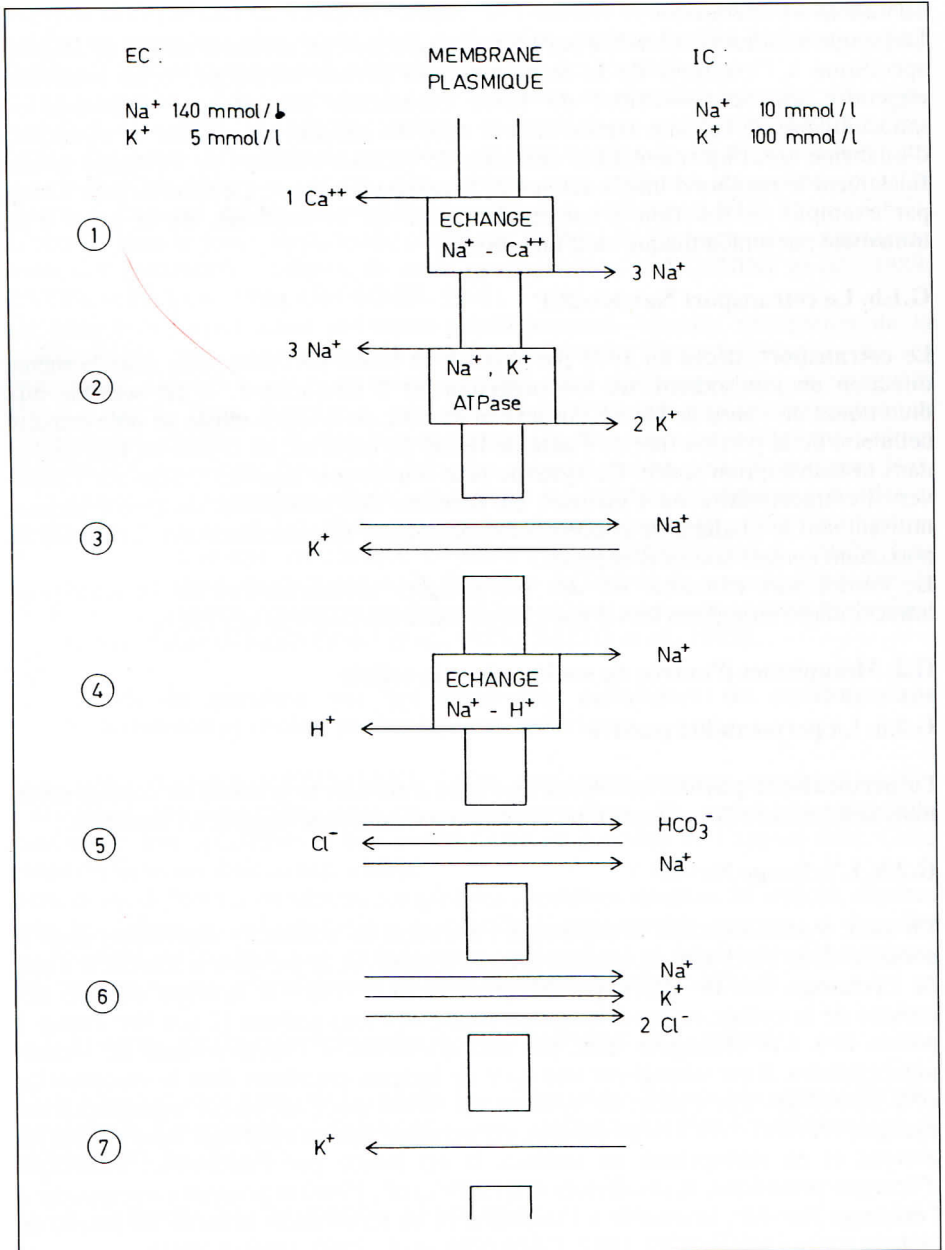 EC :
MEMBRANE
PLASMIQUE
IC :
Na⁺ 140 mmol/l
K⁺ 5 mmol/l
Na⁺ 10 mmol/l
K⁺ 100 mmol/l
1 Ca⁺⁺
1
ECHANGE
Na⁺ - Ca⁺⁺
3 Na⁺
3 Na⁺
2
Na⁺, K⁺.
ATPase
2 K⁺
3
Na⁺
K⁺
Na⁺
4
ECHANGE
Na⁺ - H⁺
H⁺
HCO₃⁻
5
Cl⁻
Na⁺
Na⁺
6
K⁺
2 Cl⁻
7
K⁺